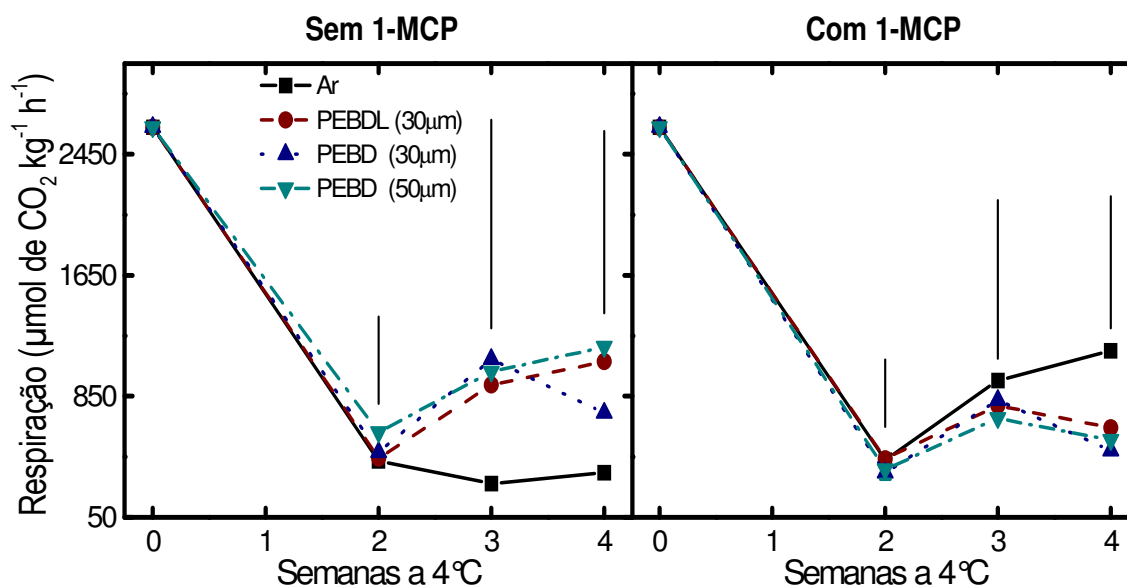 Sem 1-MCP
Com 1-MCP
Respiração (μmol de CO₂ kg⁻¹ h⁻¹)
2450
1650
850
50
Ar
PEBDL (30μm)
PEBD (30μm)
PEBD (50μm)
0 1 2 3 4
0 1 2 3 4
Semanas a 4°C
Semanas a 4°C